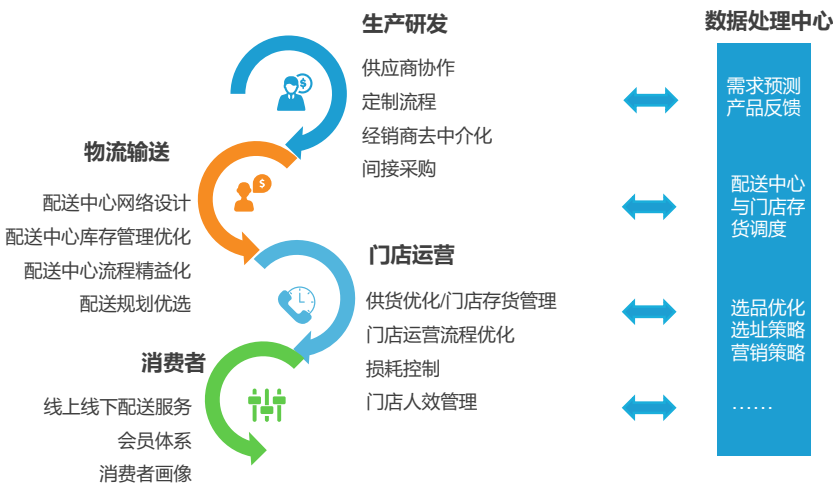 生产研发
供应商协作
定制流程
经销商去中介化
间接采购
物流输送
配送中心网络设计
配送中心库存管理优化
配送中心流程精益化
配送规划优选
门店运营
供货优化/门店存货管理
门店运营流程优化
损耗控制
门店人效管理
消费者
线上线下配送服务
会员体系
消费者画像
数据处理中心
需求预测
产品反馈
配送中心
与门店存
货调度
选品优化
选址策略
营销策略
……
$
$